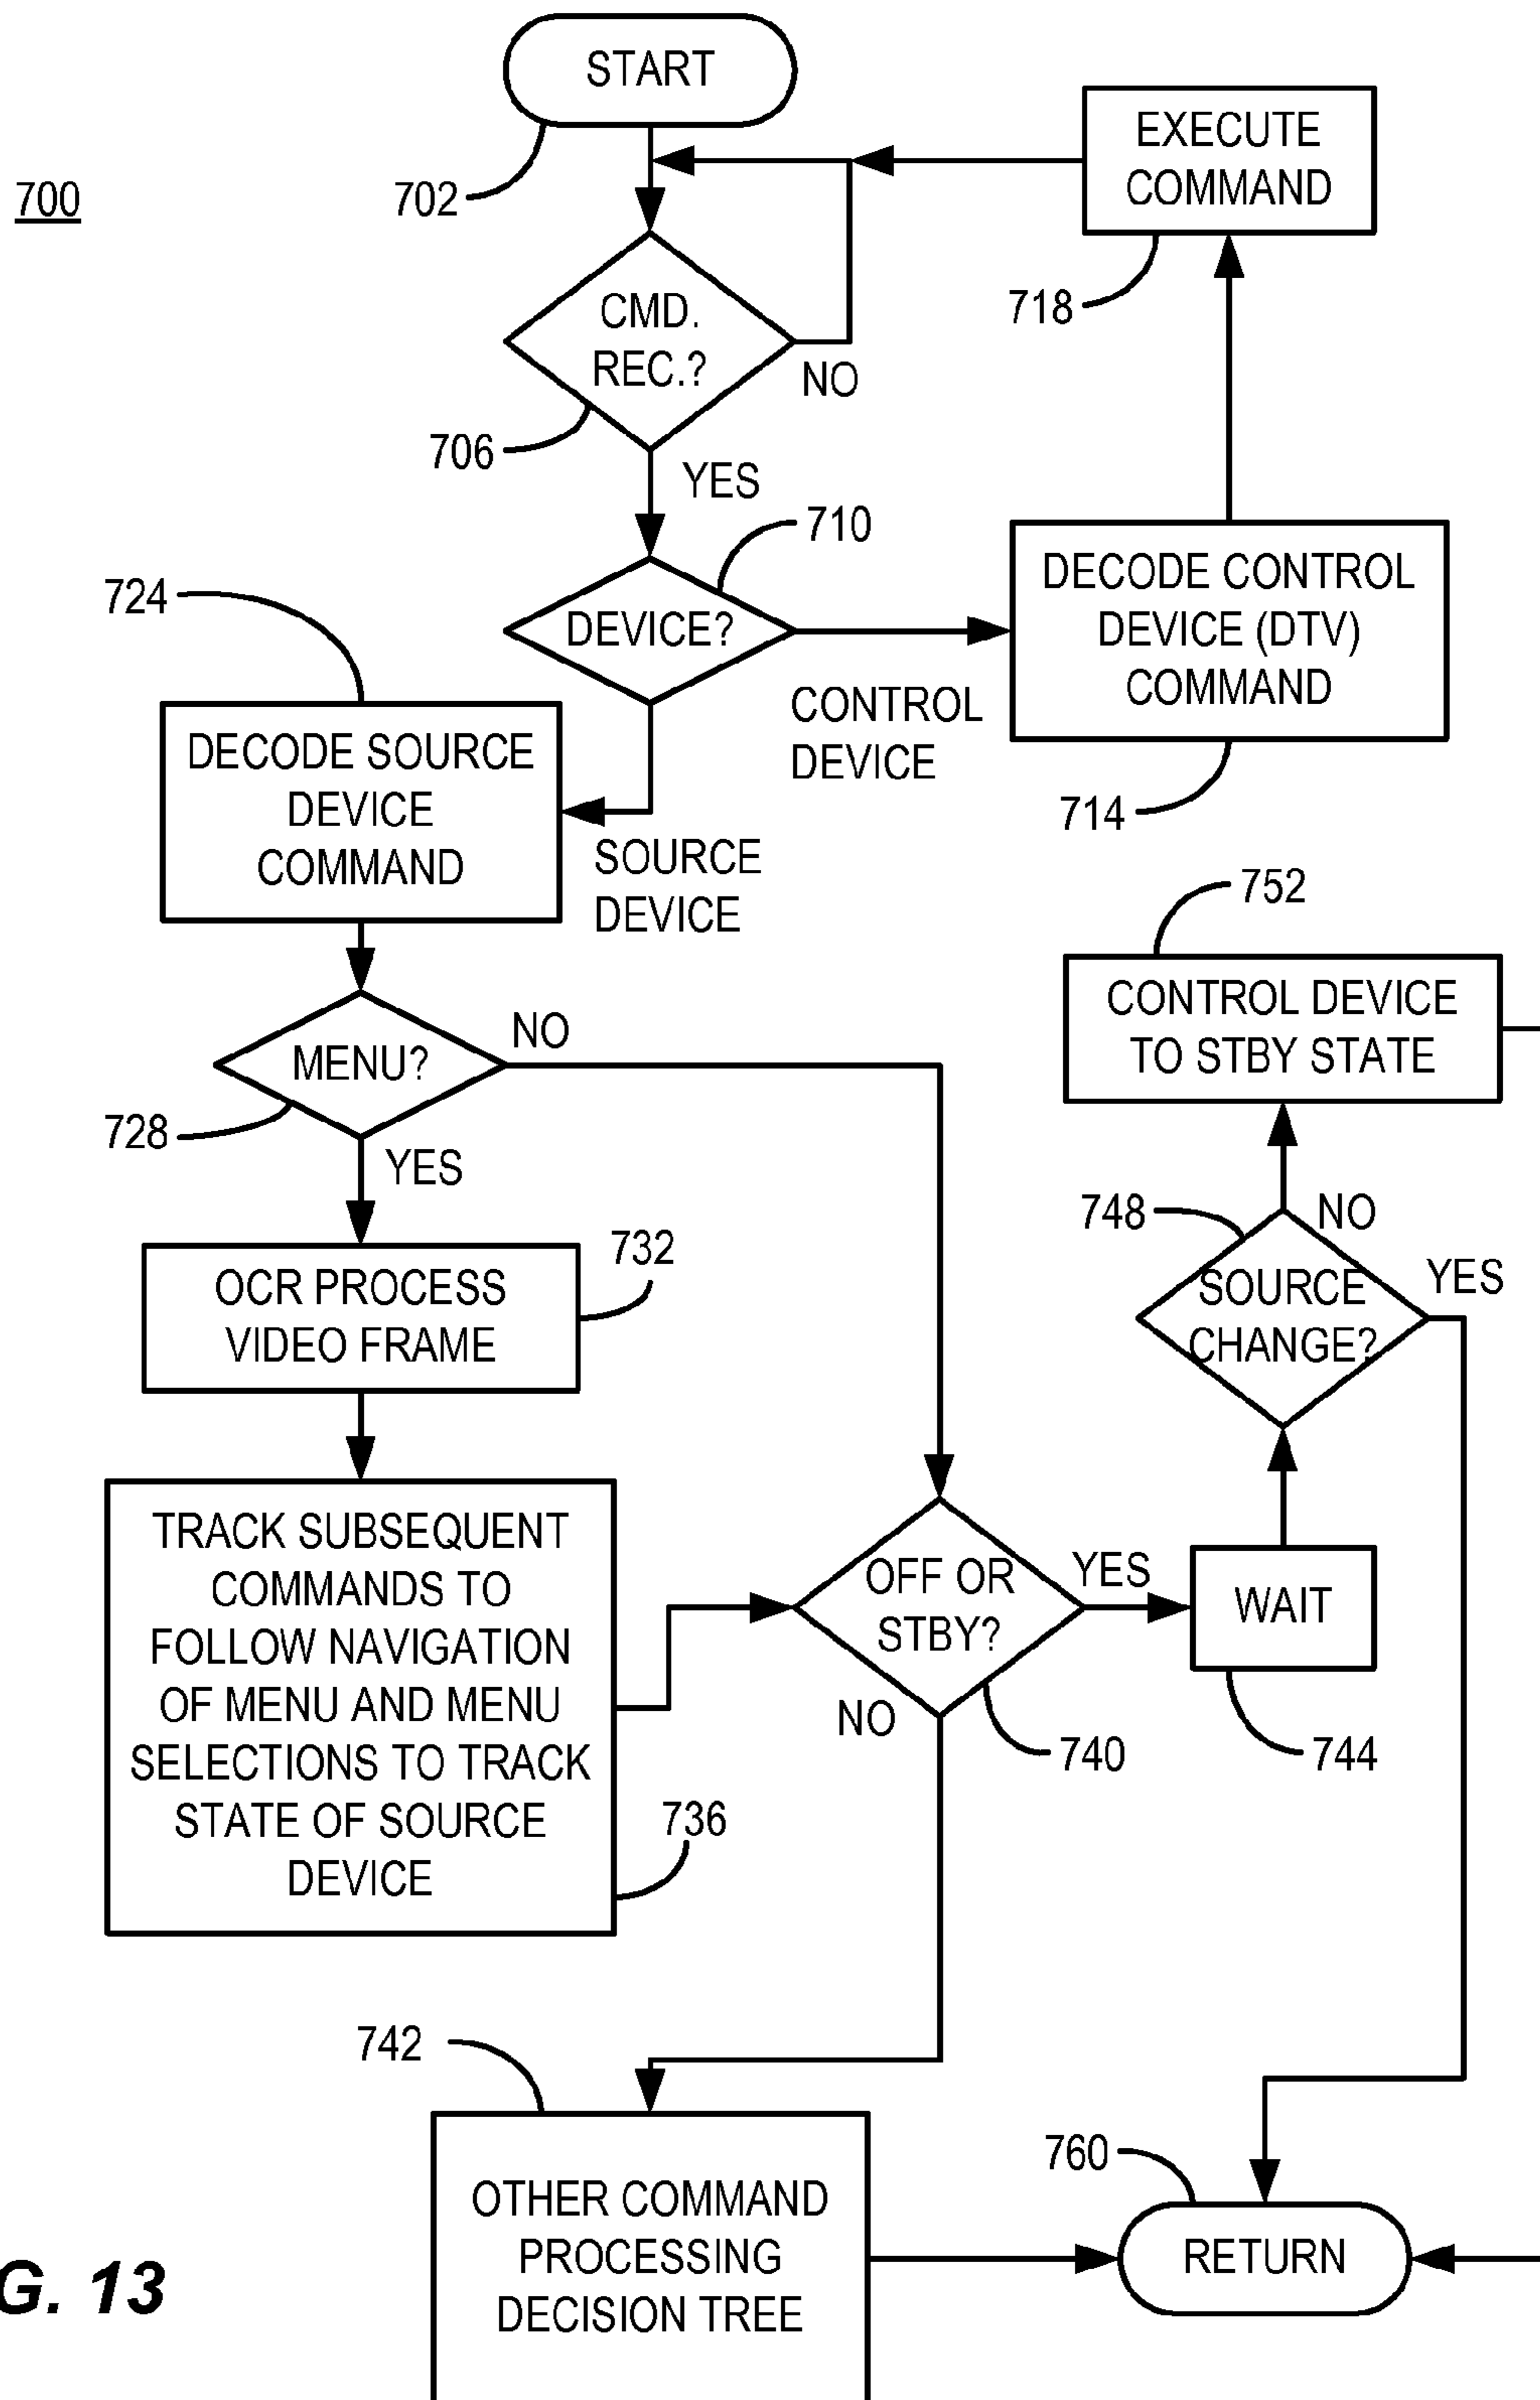 START
702
700
EXECUTE
COMMAND
718
CMD.
REC.?
NO
706
YES
710
DEVICE?
CONTROL
DEVICE
DECODE CONTROL
DEVICE (DTV)
COMMAND
714
724
DECODE SOURCE
DEVICE
COMMAND
SOURCE
DEVICE
752
CONTROL DEVICE
TO STBY STATE
MENU?
NO
728
YES
748
NO
SOURCE
CHANGE?
YES
732
OCR PROCESS
VIDEO FRAME
TRACK SUBSEQUENT
COMMANDS TO
FOLLOW NAVIGATION
OF MENU AND MENU
SELECTIONS TO TRACK
STATE OF SOURCE
DEVICE
736
OFF OR
STBY?
YES
NO
740
WAIT
744
742
OTHER COMMAND
PROCESSING
DECISION TREE
760
RETURN
G. 13